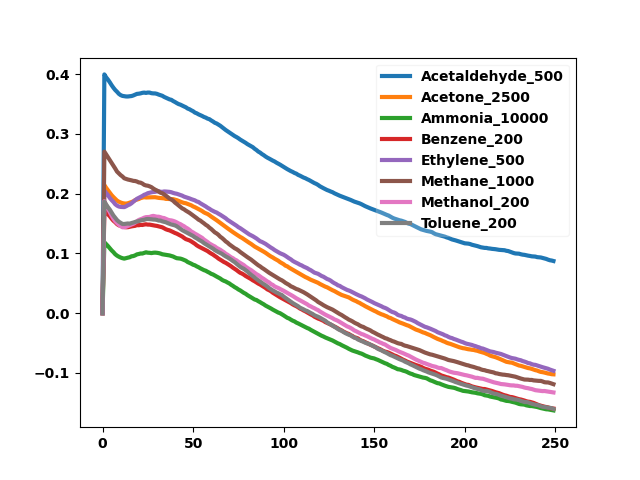 0.4
0.3
0.2
0.1
0.0
−0.1
0
50
100
150
200
250
Acetaldehyde_500
Acetone_2500
Ammonia_10000
Benzene_200
Ethylene_500
Methane_1000
Methanol_200
Toluene_200